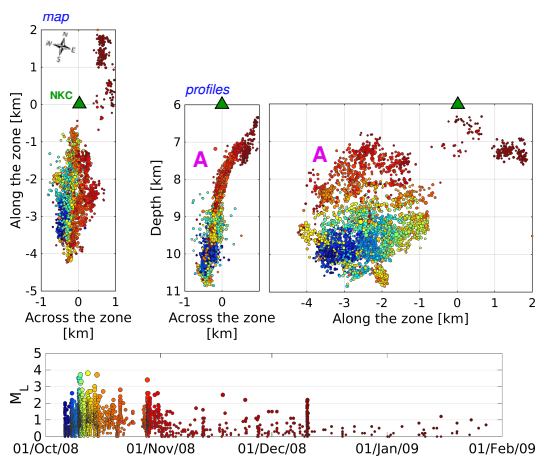 map
N
W
E
S
NKC
2
1
0
-1
-2
-3
-4
-5
Along the zone [km]
-1 0 1
Across the zone
[km]
profiles
A
6
7
8
9
10
11
Depth [km]
-1 0 1
Across the zone
[km]
A
-4 -3 -2 -1 0 1 2
Along the zone [km]
5
4
3
2
1
0
ML
01/Oct/08 01/Nov/08 01/Dec/08 01/Jan/09 01/Feb/09